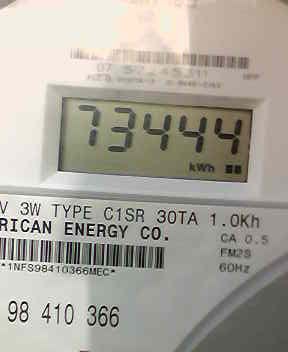 73444
kWh
V 3W TYPE C1SR 30TA 1.0Kh
RICAN ENERGY CO.
CA 0.5
*1NFS98410366MEC*
FM2S
60Hz
98 410 366